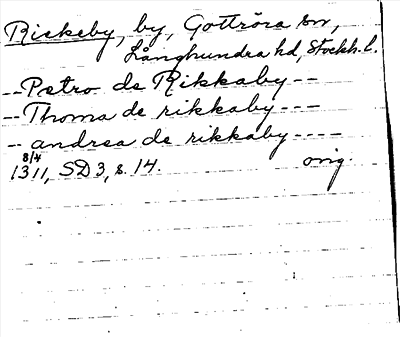 Rickeby, by, Gottröra sn,
Långhundra hd, Stockh. l.
-- Petro de Rikkaby --
-- Thoma de rikkaby ---
-- andrea de rikkaby ----
8/4
1311, SD 3, s. 14. orig.